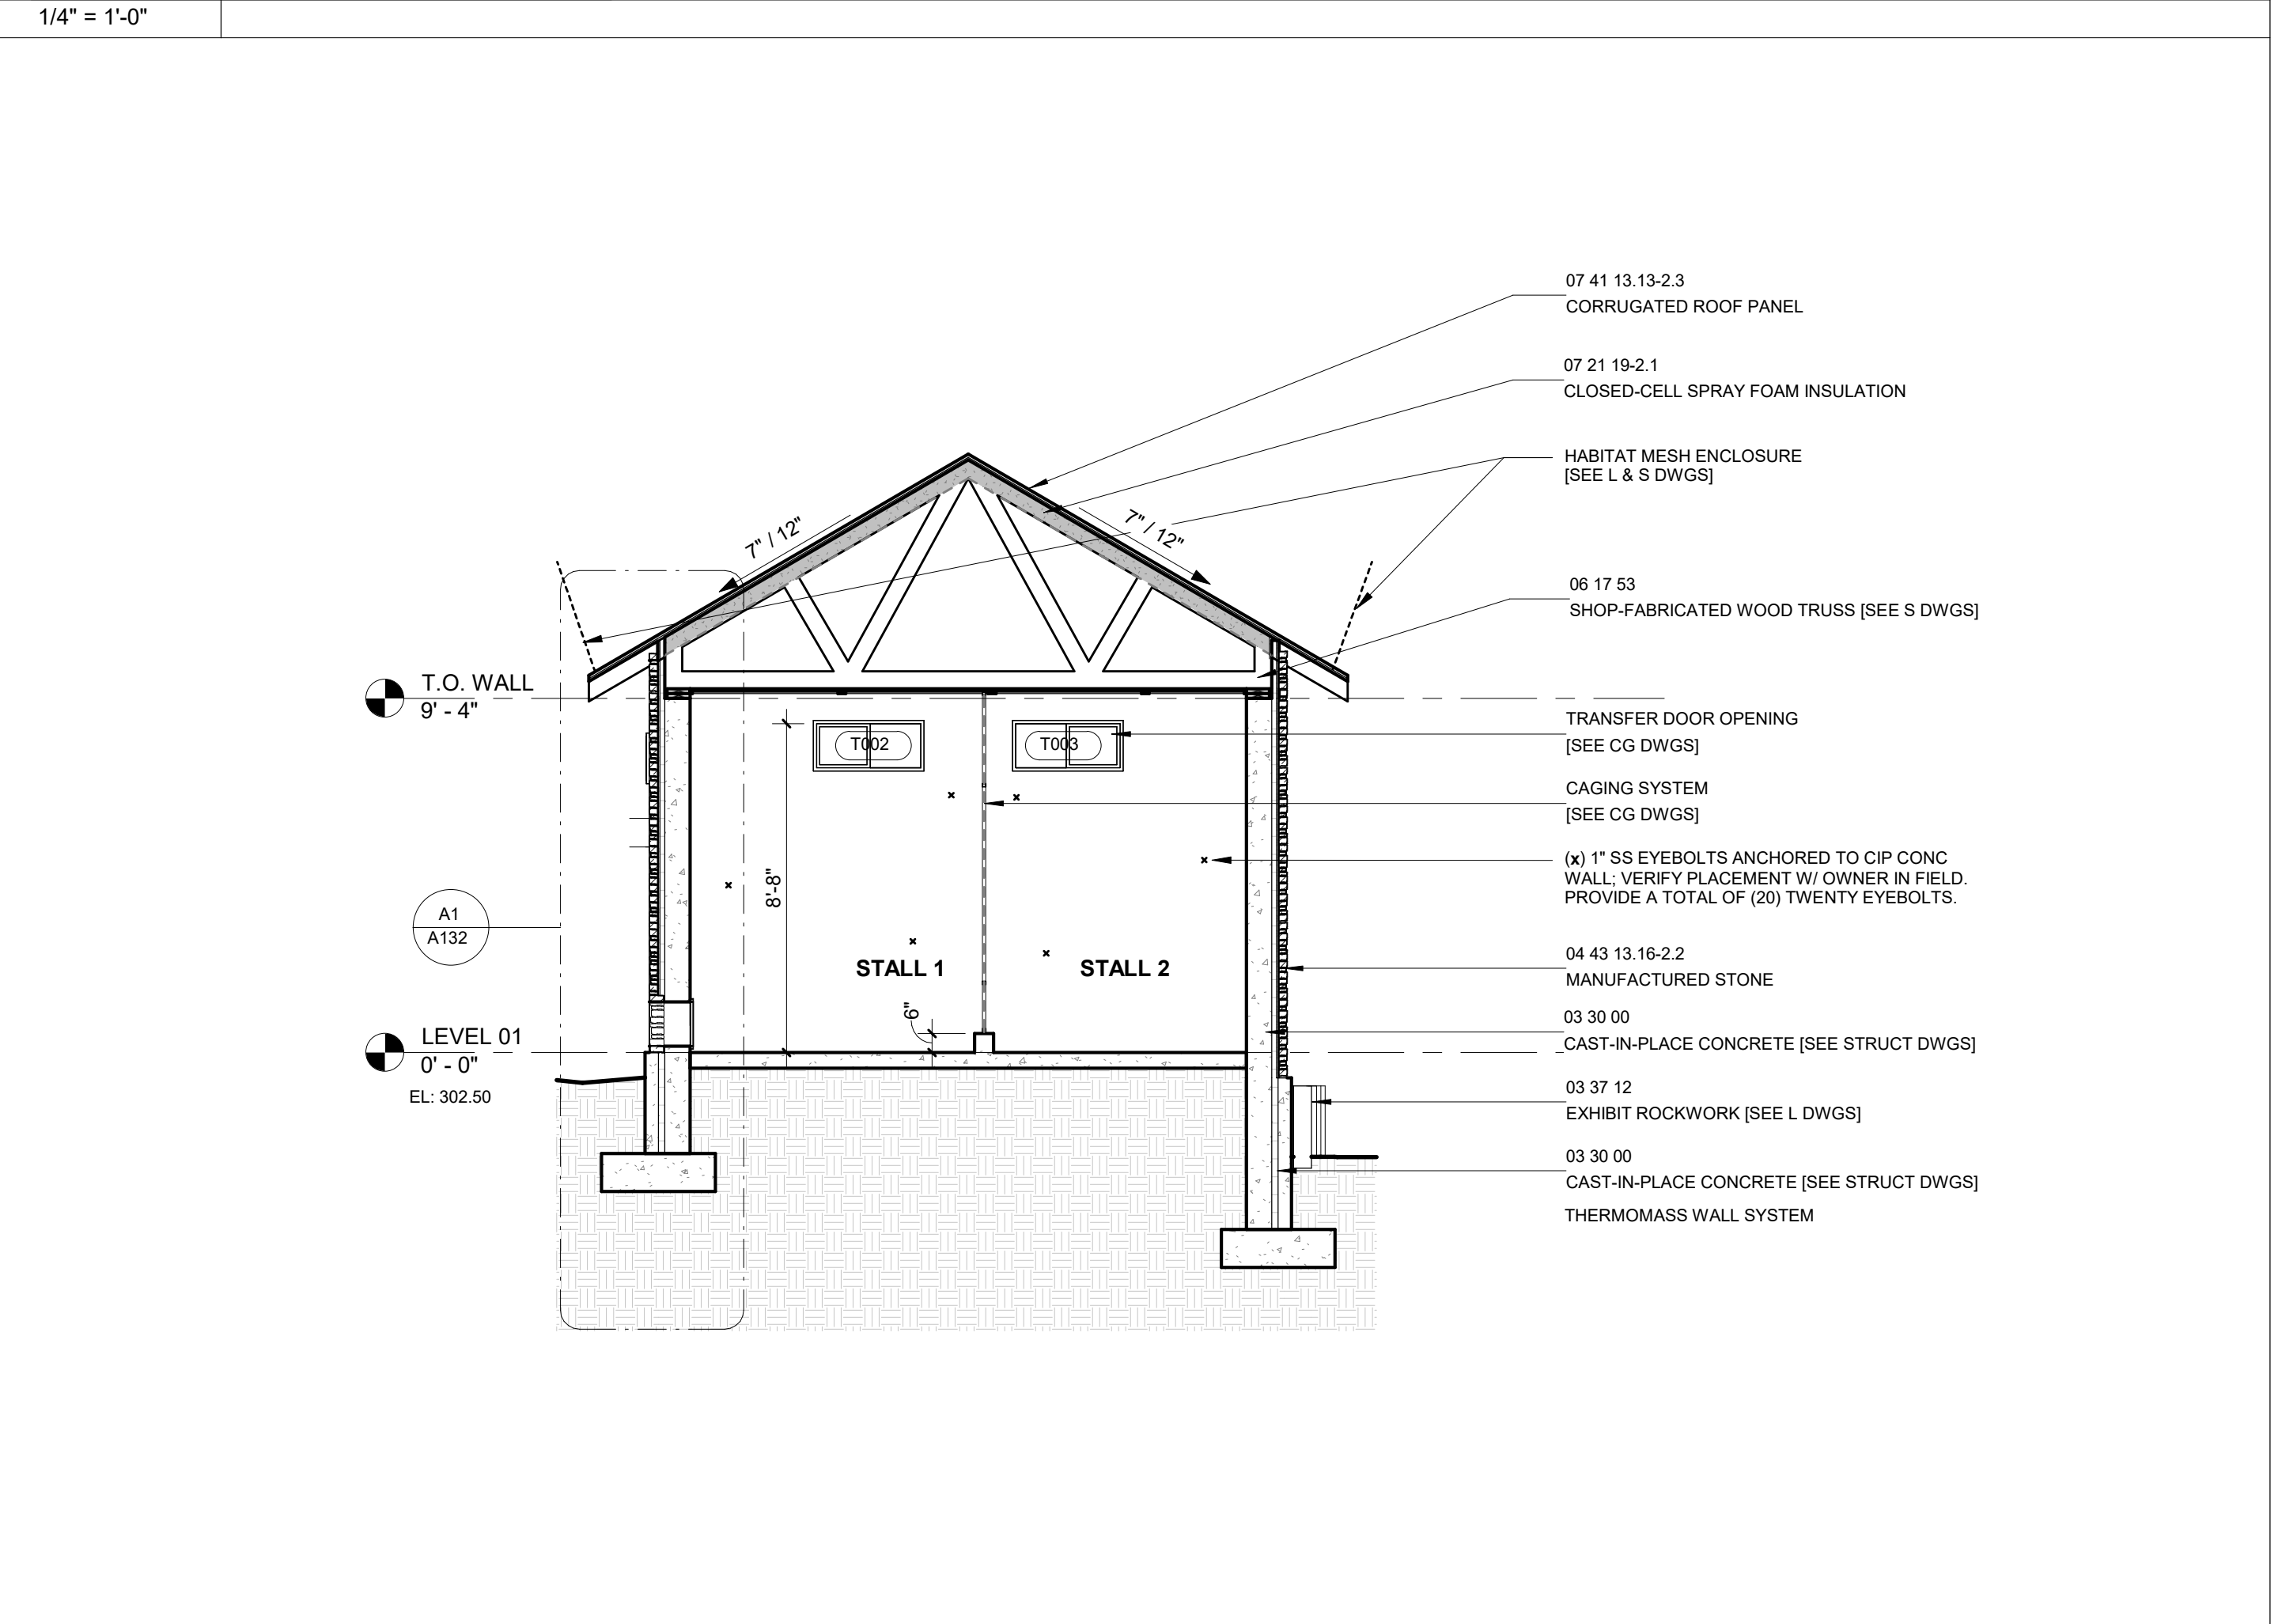 1/4" = 1'-0"
07 41 13.13-2.3
CORRUGATED ROOF PANEL
07 21 19-2.1
CLOSED-CELL SPRAY FOAM INSULATION
HABITAT MESH ENCLOSURE
[SEE L & S DWGS]
7" / 12"
7" / 12"
06 17 53
SHOP-FABRICATED WOOD TRUSS [SEE S DWGS]
T.O. WALL
9' - 4"
TRANSFER DOOR OPENING
[SEE CG DWGS]
T002
T003
CAGING SYSTEM
[SEE CG DWGS]
(x) 1" SS EYEBOLTS ANCHORED TO CIP CONC
WALL; VERIFY PLACEMENT W/ OWNER IN FIELD.
PROVIDE A TOTAL OF (20) TWENTY EYEBOLTS.
8'-8"
A1
A132
STALL 1
STALL 2
04 43 13.16-2.2
MANUFACTURED STONE
6"
03 30 00
CAST-IN-PLACE CONCRETE [SEE STRUCT DWGS]
LEVEL 01
0' - 0"
EL: 302.50
03 37 12
EXHIBIT ROCKWORK [SEE L DWGS]
03 30 00
CAST-IN-PLACE CONCRETE [SEE STRUCT DWGS]
THERMOMASS WALL SYSTEM